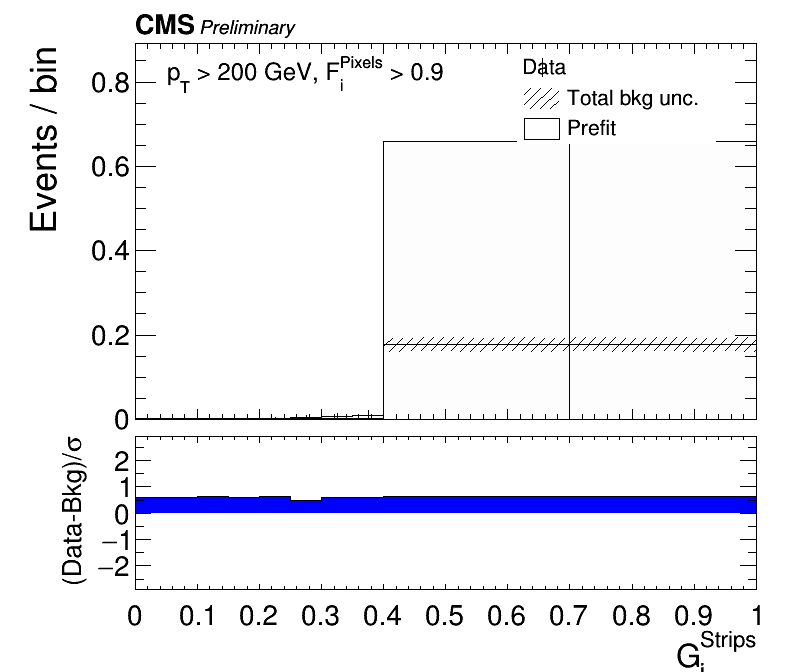 CMS Preliminary
p_T > 200 GeV, F_i^Pixels > 0.9
Data
Total bkg unc.
Prefit
Events / bin
0.8
0.6
0.4
0.2
0
(Data-Bkg)/σ
2
1
0
−1
−2
0 0.1 0.2 0.3 0.4 0.5 0.6 0.7 0.8 0.9 1
G_i^Strips